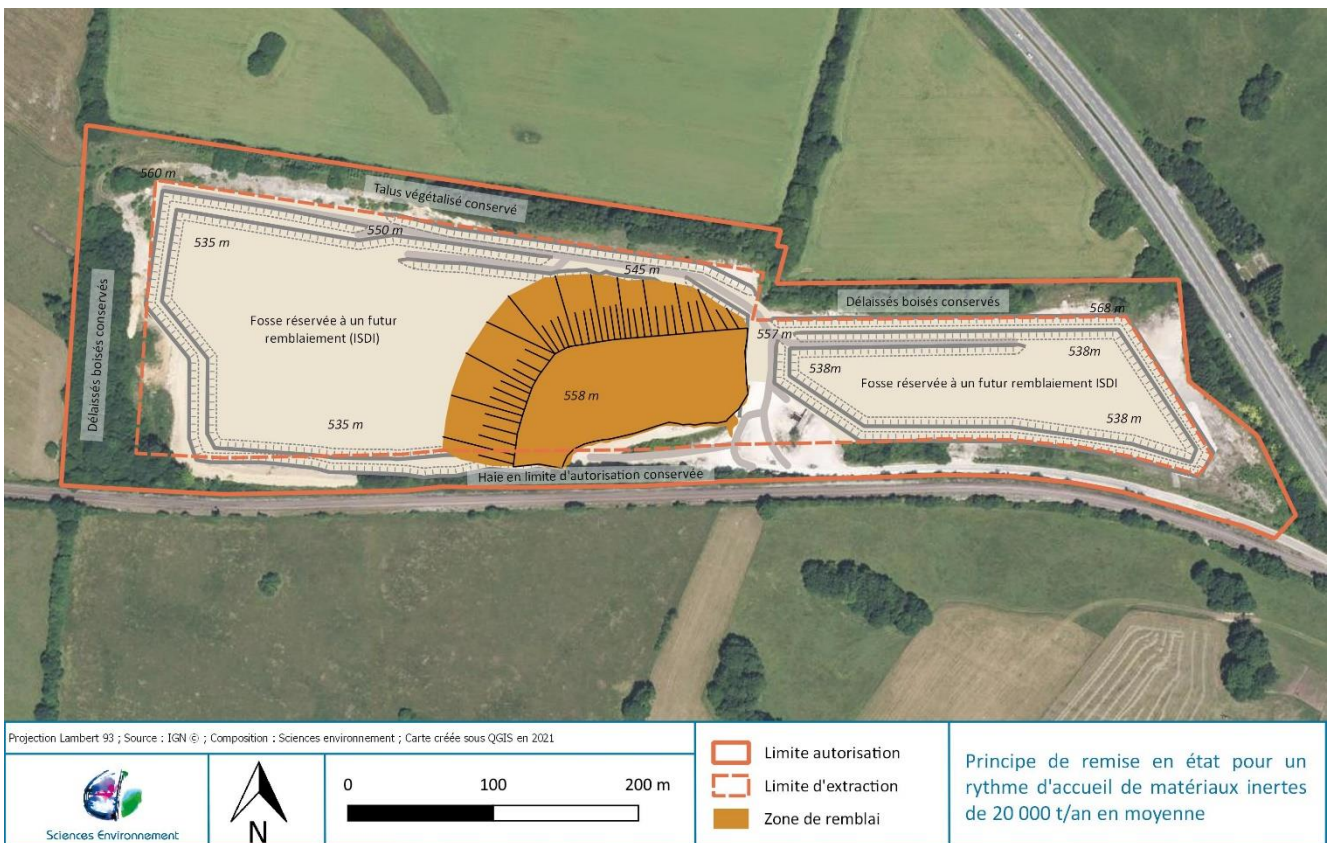 560 m
Talus végétalisé conservé
550 m
535 m
545 m
Délaissés boisés conservés
568 m
Délaissés boisés conservés
Fosse réservée à un futur
remblaiement (ISDI)
557 m
538m
538m
Fosse réservée à un futur remblaiement ISDI
558 m
538 m
535 m
Haie en limite d'autorisation conservée
Projection Lambert 93 ; Source : IGN © ; Composition : Sciences environnement ; Carte créée sous QGIS en 2021
Sciences Environnement
N
0 100 200 m
Limite autorisation
Limite d'extraction
Zone de remblai
Principe de remise en état pour un
rythme d'accueil de matériaux inertes
de 20 000 t/an en moyenne